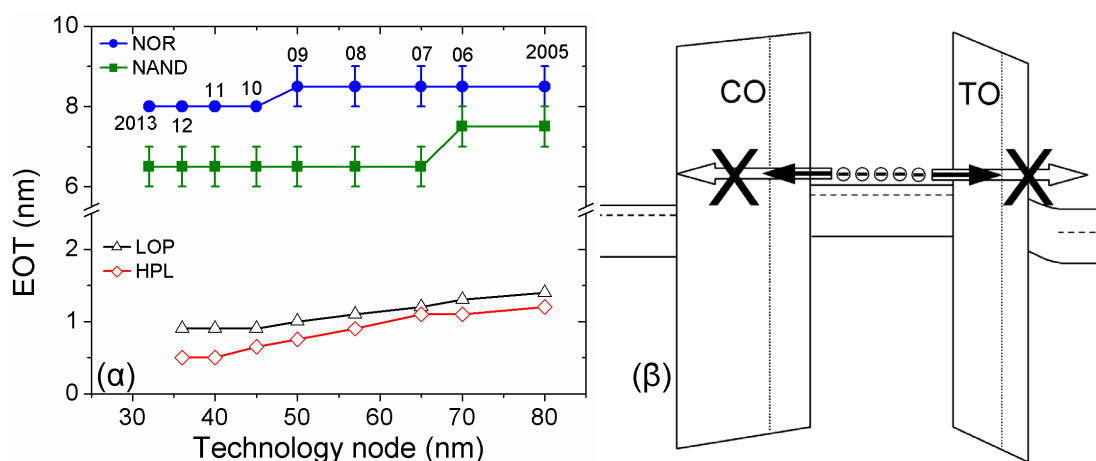 10
NOR
NAND
09
08
07
06
2005
8
11
10
2013
12
6
EOT (nm)
LOP
HPL
2
1
0
(α)
30
40
50
60
70
80
Technology node (nm)
CO
TO
(β)